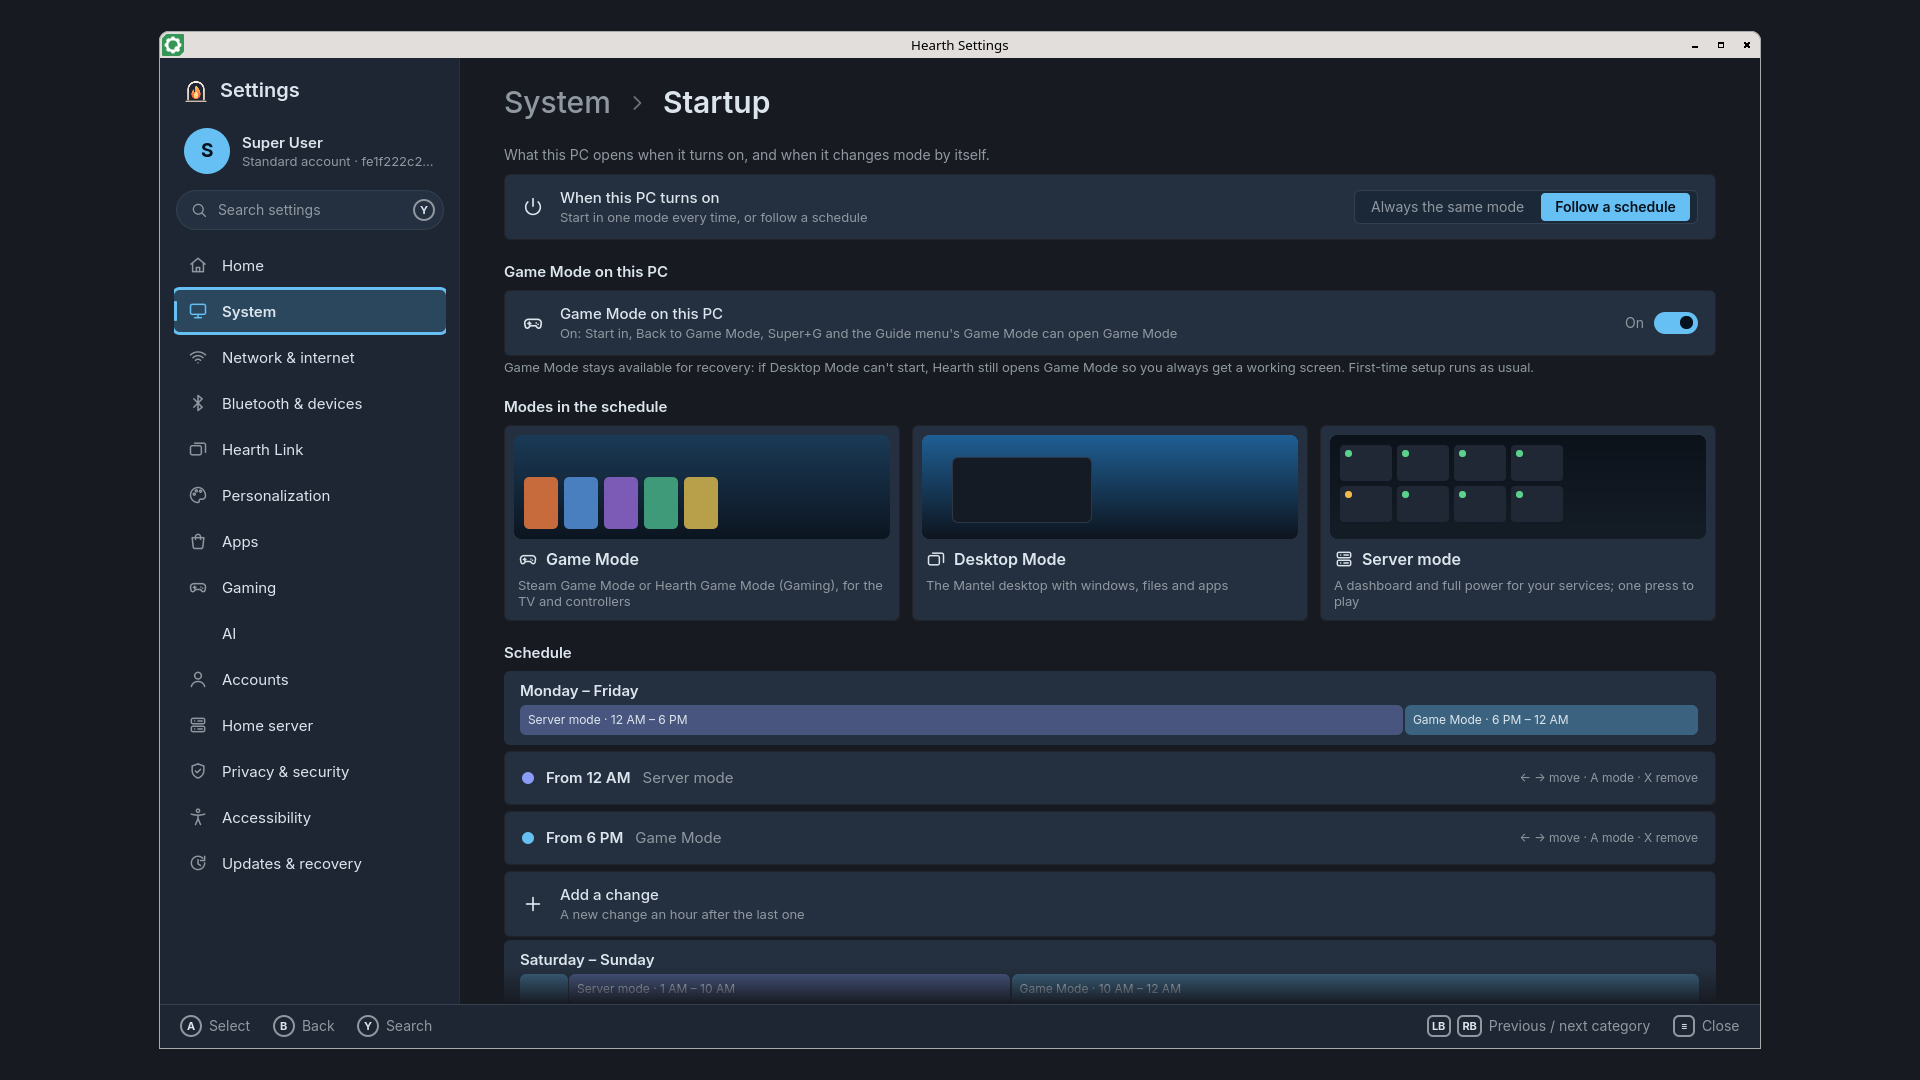 Hearth Settings
Settings
S
Super User
Standard account · fe1f222c2...
Search settings
Y
Home
System
Network & internet
Bluetooth & devices
Hearth Link
Personalization
Apps
Gaming
AI
Accounts
Home server
Privacy & security
Accessibility
Updates & recovery
System > Startup
What this PC opens when it turns on, and when it changes mode by itself.
When this PC turns on
Start in one mode every time, or follow a schedule
Always the same mode
Follow a schedule
Game Mode on this PC
Game Mode on this PC
On: Start in, Back to Game Mode, Super+G and the Guide menu's Game Mode can open Game Mode
On
Game Mode stays available for recovery: if Desktop Mode can't start, Hearth still opens Game Mode so you always get a working screen. First-time setup runs as usual.
Modes in the schedule
Game Mode
Steam Game Mode or Hearth Game Mode (Gaming), for the
TV and controllers
Desktop Mode
The Mantel desktop with windows, files and apps
Server mode
A dashboard and full power for your services; one press to
play
Schedule
Monday – Friday
Server mode · 12 AM – 6 PM
Game Mode · 6 PM – 12 AM
From 12 AM Server mode
← → move · A mode · X remove
From 6 PM Game Mode
← → move · A mode · X remove
Add a change
A new change an hour after the last one
Saturday – Sunday
Server mode · 1 AM – 10 AM
Game Mode · 10 AM – 12 AM
A Select
B Back
Y Search
LB RB Previous / next category
≡ Close